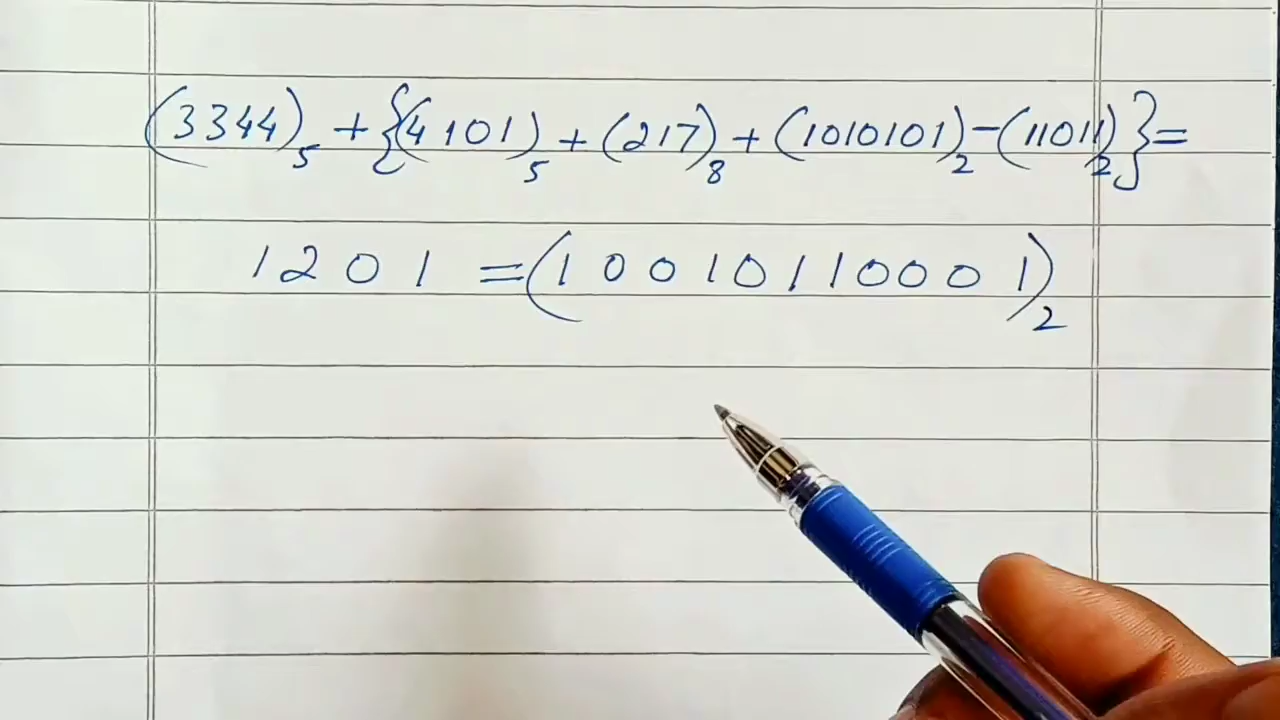 (3344)₅ + {(4101)₅ + (217)₈ + (1010101)₂ - (11011)₂} =
1201 = (10010110001)₂